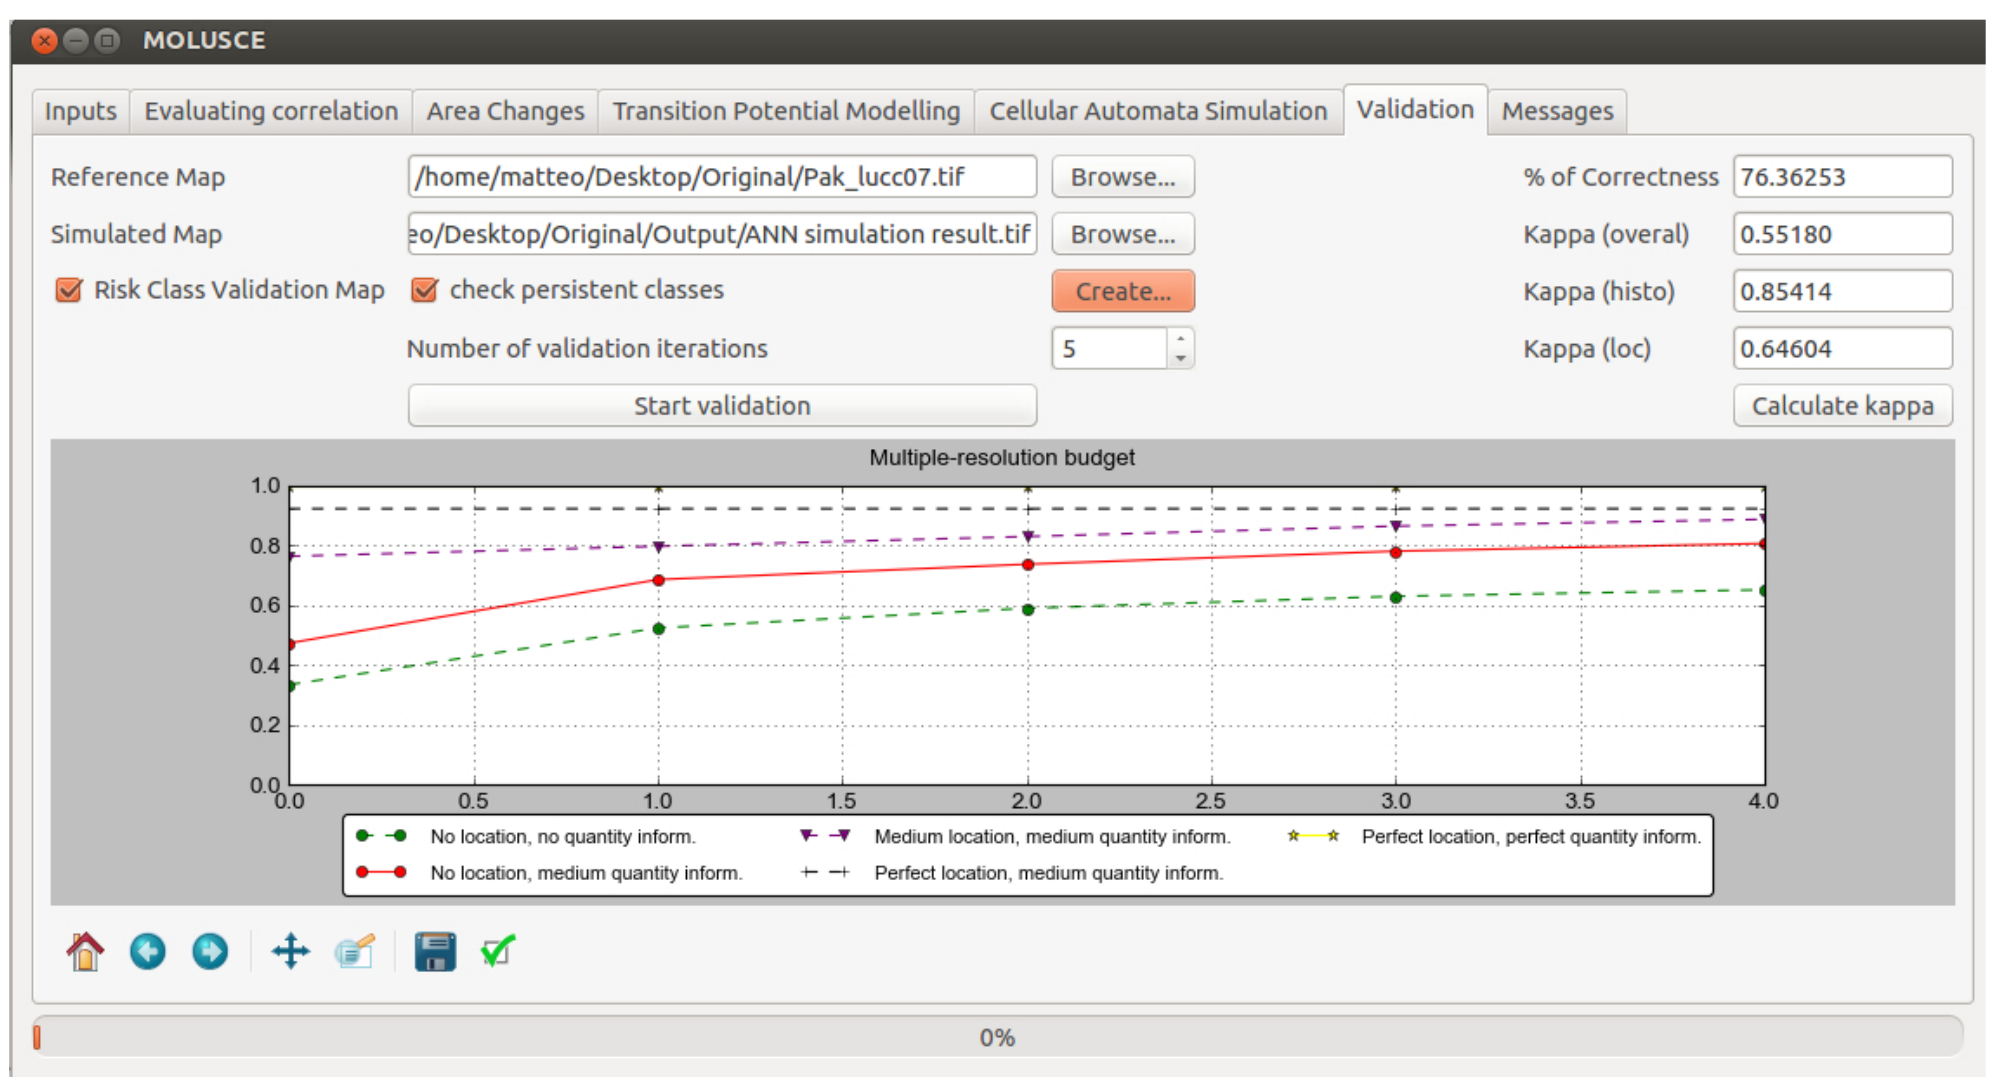 MOLUSCE
Inputs Evaluating correlation Area Changes Transition Potential Modelling Cellular Automata Simulation Validation Messages
Reference Map /home/matteo/Desktop/Original/Pak_lucc07.tif Browse... % of Correctness 76.36253
Simulated Map eo/Desktop/Original/Output/ANN simulation result.tif Browse... Kappa (overal) 0.55180
Risk Class Validation Map check persistent classes Create... Kappa (histo) 0.85414
Number of validation iterations 5 Kappa (loc) 0.64604
Start validation Calculate kappa
Multiple-resolution budget
1.0
0.8
0.6
0.4
0.2
0.0
0.0 0.5 1.0 1.5 2.0 2.5 3.0 3.5 4.0
No location, no quantity inform. Medium location, medium quantity inform. Perfect location, perfect quantity inform.
No location, medium quantity inform. Perfect location, medium quantity inform.
0%